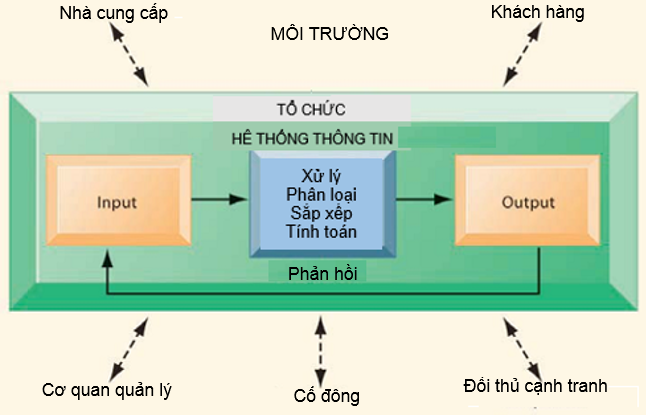 Nhà cung cấp
Khách hàng
MÔI TRƯỜNG
TỔ CHỨC
HỆ THỐNG THÔNG TIN
Input
Xử lý
Phân loại
Sắp xếp
Tính toán
Output
Phản hồi
Cơ quan quản lý
Cổ đông
Đối thủ cạnh tranh